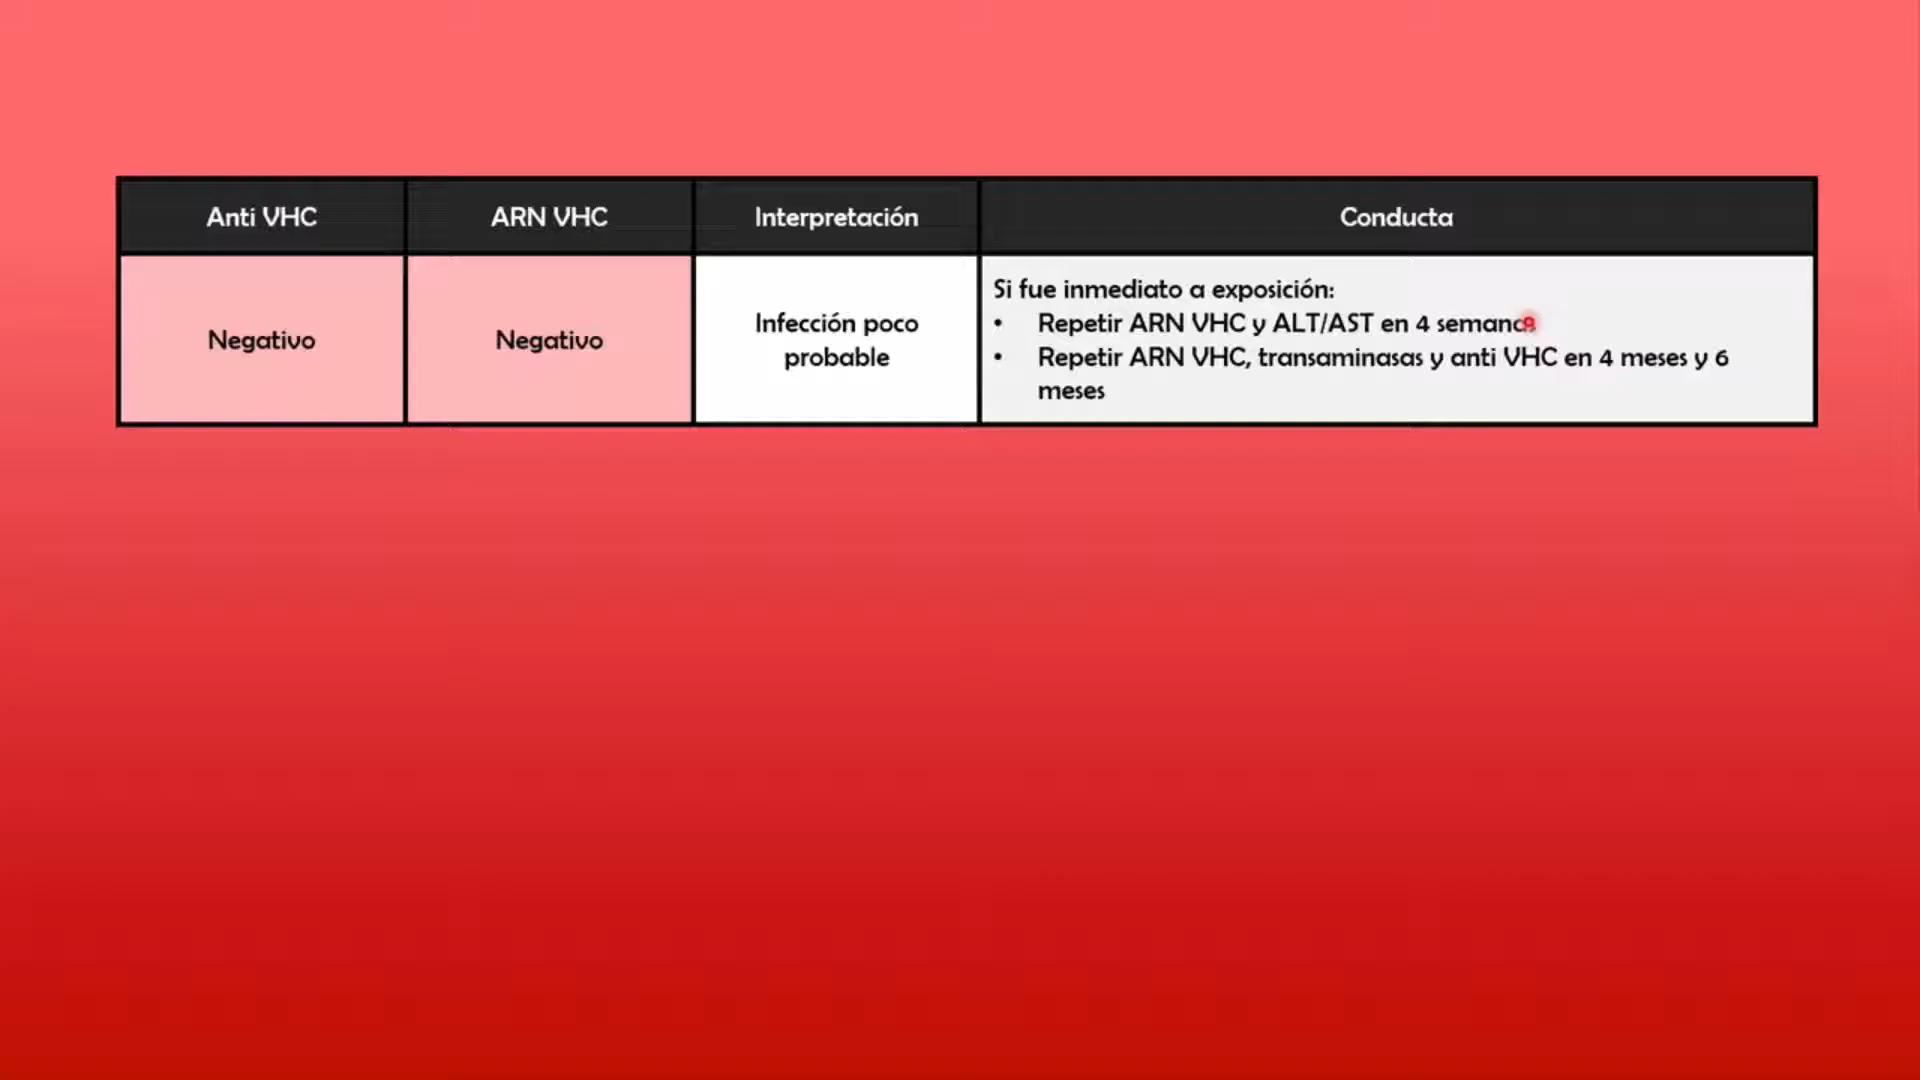 Anti VHC
ARN VHC
Interpretación
Conducta
Negativo
Negativo
Infección poco
probable
Si fue inmediato a exposición:
• Repetir ARN VHC y ALT/AST en 4 semanas
• Repetir ARN VHC, transaminasas y anti VHC en 4 meses y 6
meses